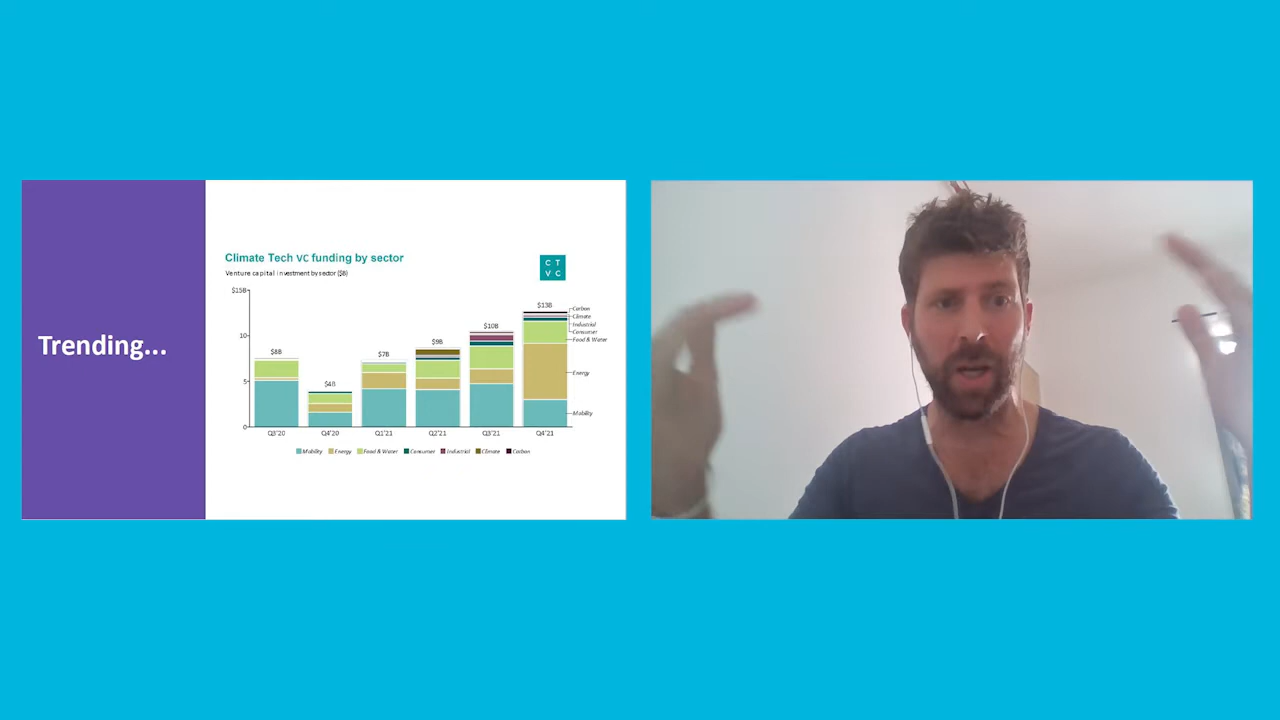 Trending...
Climate Tech VC funding by sector
Venture capital investment by sector ($B)
C T
V C
$15B
10
5
0
$8B
$4B
$7B
$9B
$10B
$13B
Carbon
Climate
Industrial
Consumer
Food & Water
Energy
Mobility
Q3'20
Q4'20
Q1'21
Q2'21
Q3'21
Q4'21
Mobility
Energy
Food & Water
Consumer
Industrial
Climate
Carbon